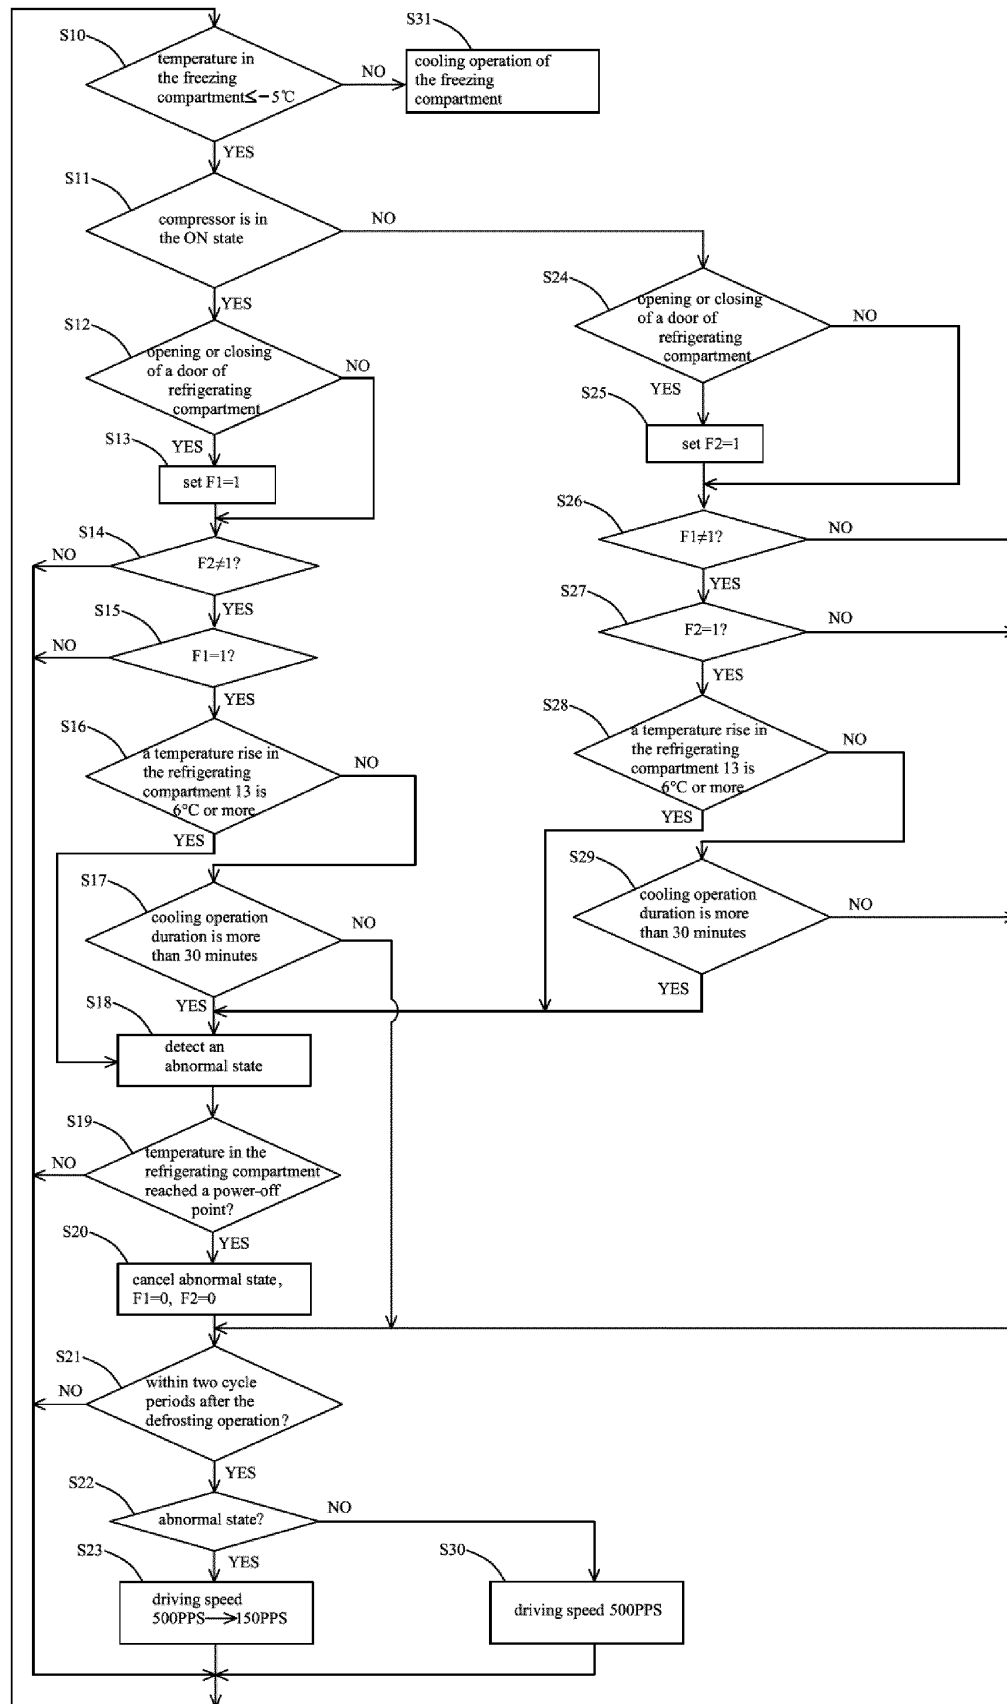 S10
temperature in
the freezing
compartment≤−5℃
NO
S31
cooling operation of
the freezing
compartment
YES
S11
compressor is in
the ON state
NO
YES
S12
opening or closing
of a door of
refrigerating
compartment
NO
YES
S13
set F1=1
S14
F2≠1?
NO
YES
S15
F1=1?
NO
YES
S16
a temperature rise in
the refrigerating
compartment 13 is
6°C or more
NO
YES
S17
cooling operation
duration is more
than 30 minutes
NO
YES
S18
detect an
abnormal state
S19
temperature in the
refrigerating compartment
reached a power-off
point?
NO
YES
S20
cancel abnormal state,
F1=0, F2=0
S21
within two cycle
periods after the
defrosting operation?
NO
YES
S22
abnormal state?
NO
YES
S23
driving speed
500PPS→150PPS
S30
driving speed 500PPS
S24
opening or closing
of a door of
refrigerating
compartment
NO
YES
S25
set F2=1
S26
F1≠1?
NO
YES
S27
F2=1?
NO
YES
S28
a temperature rise in
the refrigerating
compartment 13 is
6°C or more
NO
YES
S29
cooling operation
duration is more
than 30 minutes
NO
YES